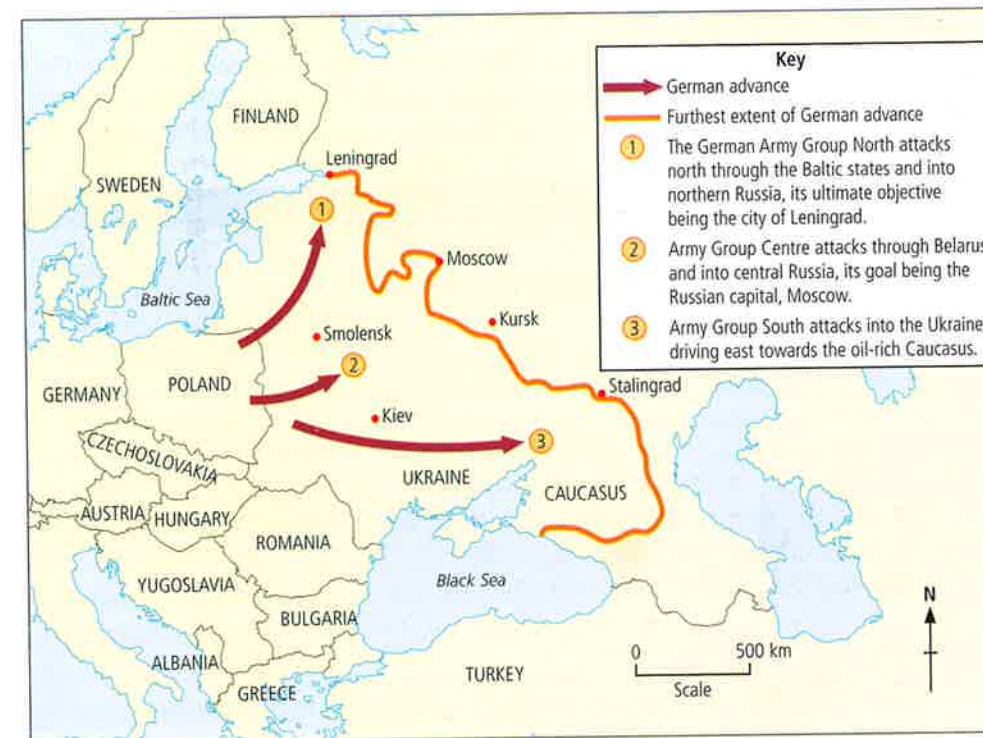 Key
German advance
Furthest extent of German advance
1 The German Army Group North attacks
north through the Baltic states and into
northern Russia, its ultimate objective
being the city of Leningrad.
2 Army Group Centre attacks through Belarus
and into central Russia, its goal being the
Russian capital, Moscow.
3 Army Group South attacks into the Ukraine
driving east towards the oil-rich Caucasus.
FINLAND
Leningrad
SWEDEN
1
Moscow
Baltic Sea
Kursk
Smolensk
2
GERMANY
POLAND
Stalingrad
Kiev
3
CZECHOSLOVAKIA
UKRAINE
CAUCASUS
AUSTRIA
HUNGARY
ROMANIA
YUGOSLAVIA
Black Sea
BULGARIA
N
ALBANIA
GREECE
TURKEY
0 500 km
Scale